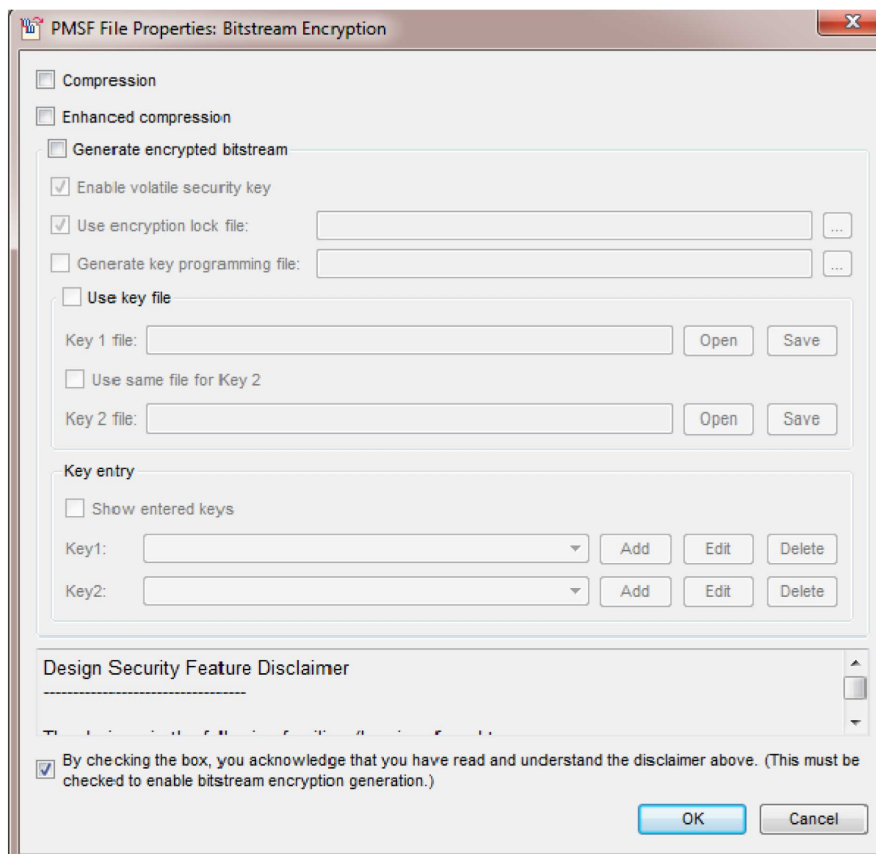 PMSF File Properties: Bitstream Encryption
Compression
Enhanced compression
Generate encrypted bitstream
Enable volatile security key
Use encryption lock file: ...
Generate key programming file: ...
Use key file
Key 1 file: Open Save
Use same file for Key 2
Key 2 file: Open Save
Key entry
Show entered keys
Key1: Add Edit Delete
Key2: Add Edit Delete
Design Security Feature Disclaimer
----------------------------------
By checking the box, you acknowledge that you have read and understand the disclaimer above. (This must be
checked to enable bitstream encryption generation.)
OK Cancel